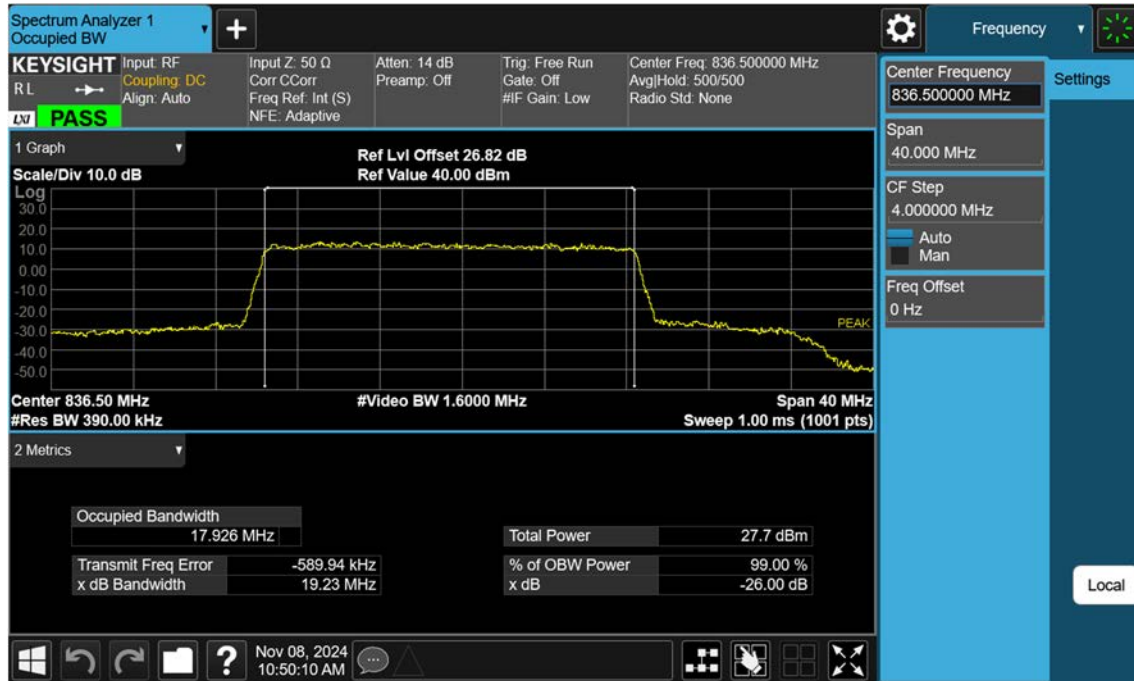 Spectrum Analyzer 1
Occupied BW
+
Frequency
KEYSIGHT
RL
LXI
PASS
Input: RF
Coupling: DC
Align: Auto
Input Z: 50 Ω
Corr CCorr
Freq Ref: Int (S)
NFE: Adaptive
Atten: 14 dB
Preamp: Off
Trig: Free Run
Gate: Off
#IF Gain: Low
Center Freq: 836.500000 MHz
Avg|Hold: 500/500
Radio Std: None
Center Frequency
836.500000 MHz
Settings
Span
40.000 MHz
CF Step
4.000000 MHz
Auto
Man
Freq Offset
0 Hz
Local
1 Graph
Scale/Div 10.0 dB
Ref Lvl Offset 26.82 dB
Ref Value 40.00 dBm
Log
30.0
20.0
10.0
0.00
-10.0
-20.0
-30.0
-40.0
-50.0
PEAK
Center 836.50 MHz
#Video BW 1.6000 MHz
Span 40 MHz
#Res BW 390.00 kHz
Sweep 1.00 ms (1001 pts)
2 Metrics
Occupied Bandwidth
17.926 MHz
Total Power 27.7 dBm
Transmit Freq Error -589.94 kHz
% of OBW Power 99.00 %
x dB Bandwidth 19.23 MHz
x dB -26.00 dB
?
Nov 08, 2024
10:50:10 AM